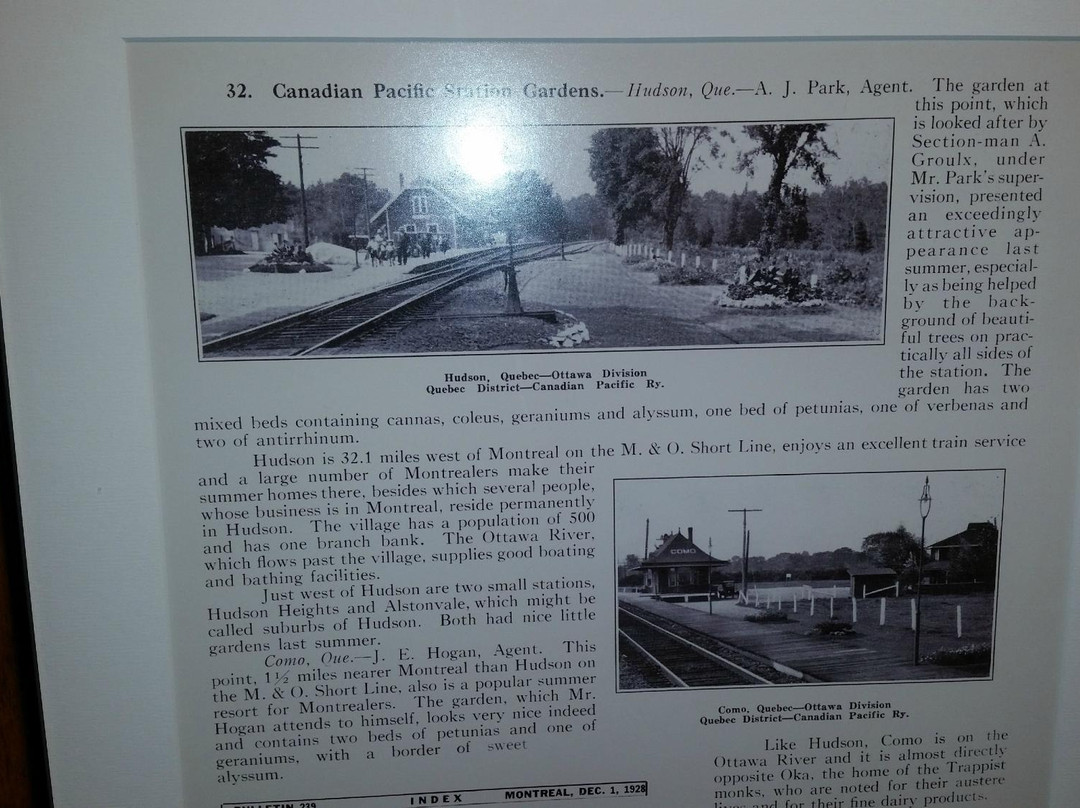 32. Canadian Pacific Station Gardens.—Hudson, Que.—A. J. Park, Agent. The garden at
this point, which
is looked after by
Section-man A.
Groulx, under
Mr. Park's super-
vision, presented
an exceedingly
attractive ap-
pearance last
summer, especial-
ly as being helped
by the back-
ground of beauti-
ful trees on prac-
tically all sides of
the station. The
garden has two
Hudson, Quebec—Ottawa Division
Quebec District—Canadian Pacific Ry.
mixed beds containing cannas, coleus, geraniums and alyssum, one bed of petunias, one of verbenas and
two of antirrhinum.
Hudson is 32.1 miles west of Montreal on the M. & O. Short Line, enjoys an excellent train service
and a large number of Montrealers make their
summer homes there, besides which several people,
whose business is in Montreal, reside permanently
in Hudson. The village has a population of 500
and has one branch bank. The Ottawa River,
which flows past the village, supplies good boating
and bathing facilities.
Just west of Hudson are two small stations,
Hudson Heights and Alstonvale, which might be
called suburbs of Hudson. Both had nice little
gardens last summer.
Como, Que.—J. E. Hogan, Agent. This
point, 1½ miles nearer Montreal than Hudson on
the M. & O. Short Line, also is a popular summer
resort for Montrealers. The garden, which Mr.
Hogan attends to himself, looks very nice indeed
and contains two beds of petunias and one of
geraniums, with a border of sweet
alyssum.
COMO
Como, Quebec—Ottawa Division
Quebec District—Canadian Pacific Ry.
Like Hudson, Como is on the
Ottawa River and it is almost directly
opposite Oka, the home of the Trappist
monks, who are noted for their austere
lives and for their fine dairy products.
BULLETIN 239 INDEX MONTREAL, DEC. 1, 1928